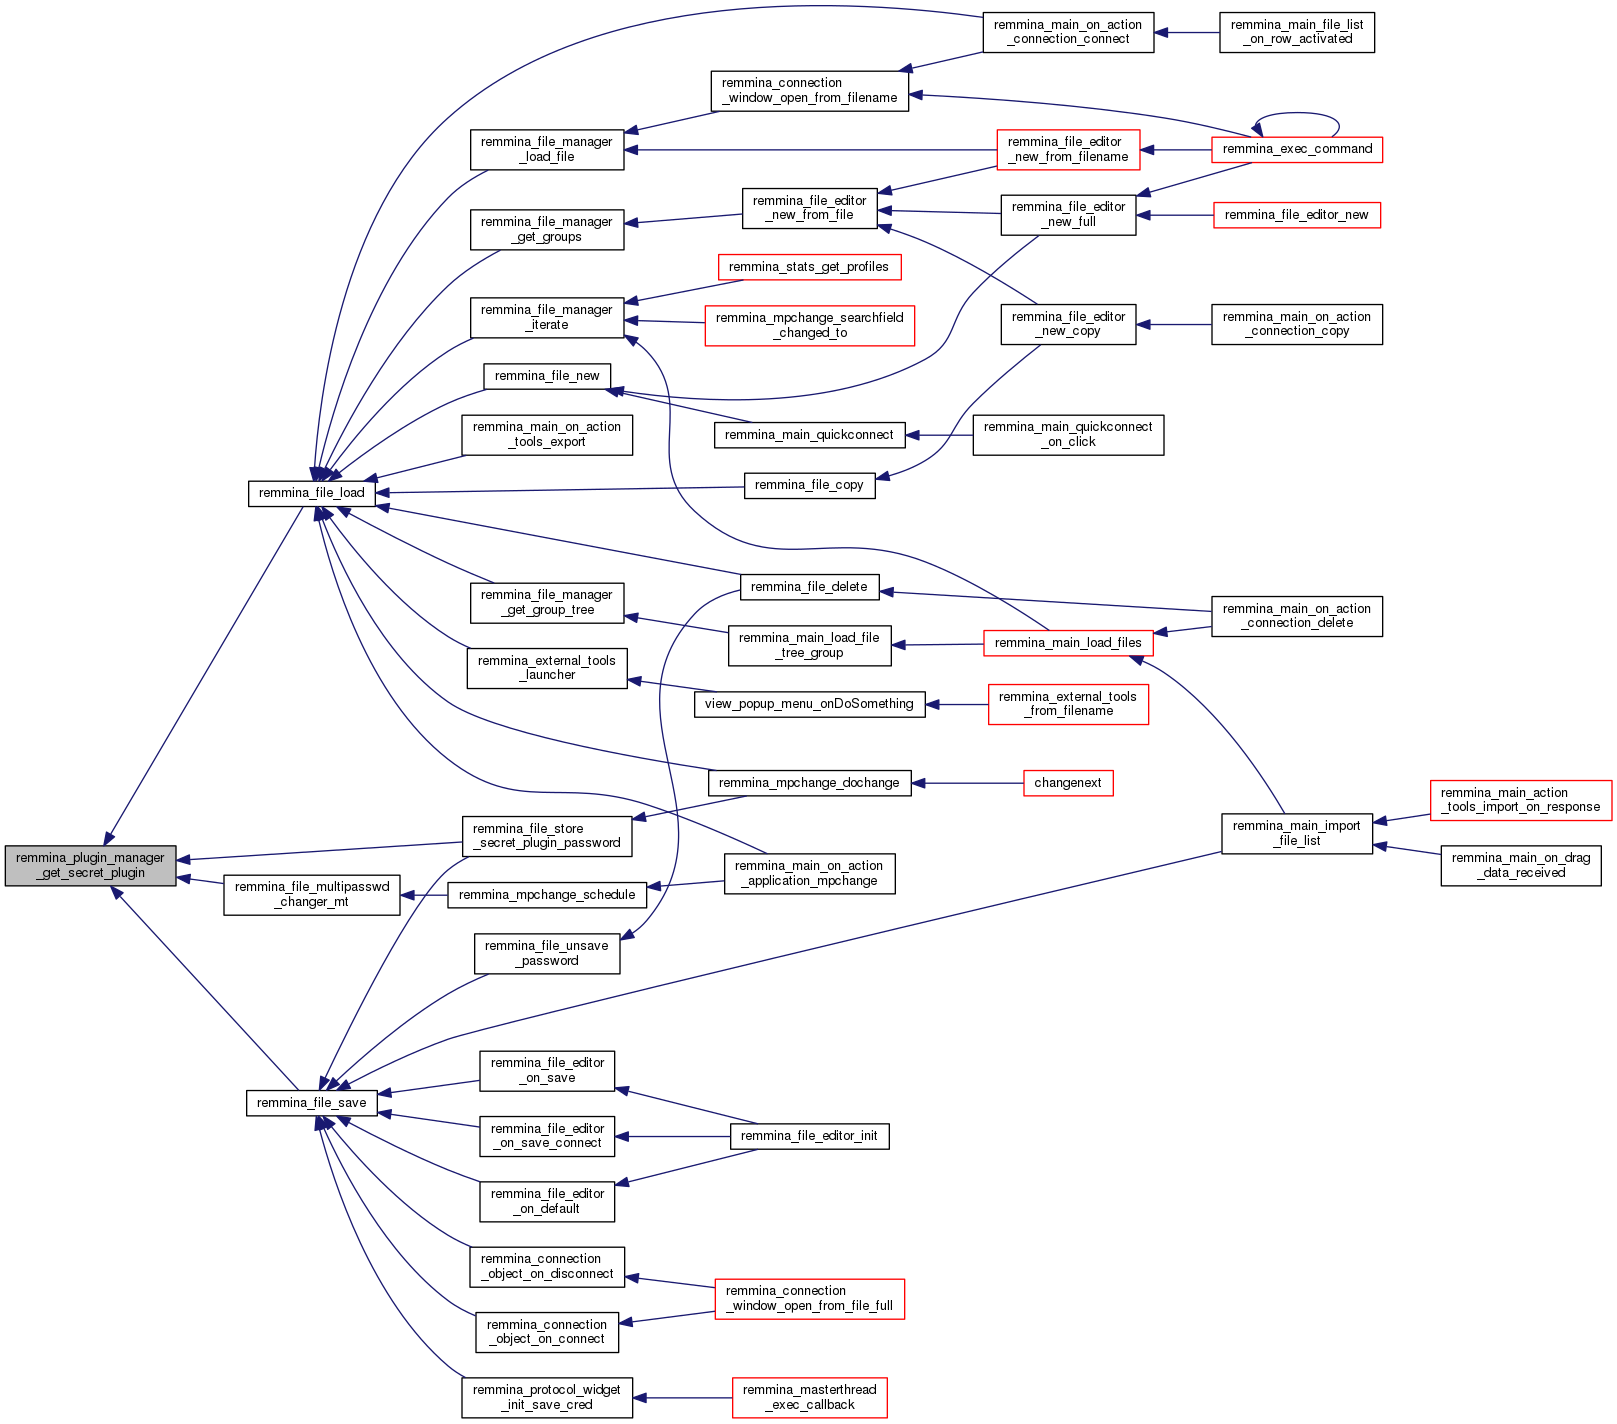 remmina_plugin_manager
_get_secret_plugin
remmina_file_load
remmina_file_store
_secret_plugin_password
remmina_file_multipasswd
_changer_mt
remmina_file_save
remmina_main_on_action
_connection_connect
remmina_main_file_list
_on_row_activated
remmina_connection
_window_open_from_filename
remmina_file_manager
_load_file
remmina_file_editor
_new_from_filename
remmina_exec_command
remmina_file_manager
_get_groups
remmina_file_editor
_new_from_file
remmina_file_editor
_new_full
remmina_file_editor_new
remmina_stats_get_profiles
remmina_file_manager
_iterate
remmina_mpchange_searchfield
_changed_to
remmina_file_editor
_new_copy
remmina_main_on_action
_connection_copy
remmina_file_new
remmina_main_on_action
_tools_export
remmina_main_quickconnect
remmina_main_quickconnect
_on_click
remmina_file_copy
remmina_file_delete
remmina_file_manager
_get_group_tree
remmina_main_load_file
_tree_group
remmina_main_load_files
remmina_main_on_action
_connection_delete
remmina_external_tools
_launcher
view_popup_menu_onDoSomething
remmina_external_tools
_from_filename
remmina_mpchange_dochange
changenext
remmina_main_import
_file_list
remmina_main_action
_tools_import_on_response
remmina_main_on_drag
_data_received
remmina_main_on_action
_application_mpchange
remmina_mpchange_schedule
remmina_file_unsave
_password
remmina_file_editor
_on_save
remmina_file_editor
_on_save_connect
remmina_file_editor_init
remmina_file_editor
_on_default
remmina_connection
_object_on_disconnect
remmina_connection
_window_open_from_file_full
remmina_connection
_object_on_connect
remmina_protocol_widget
_init_save_cred
remmina_masterthread
_exec_callback